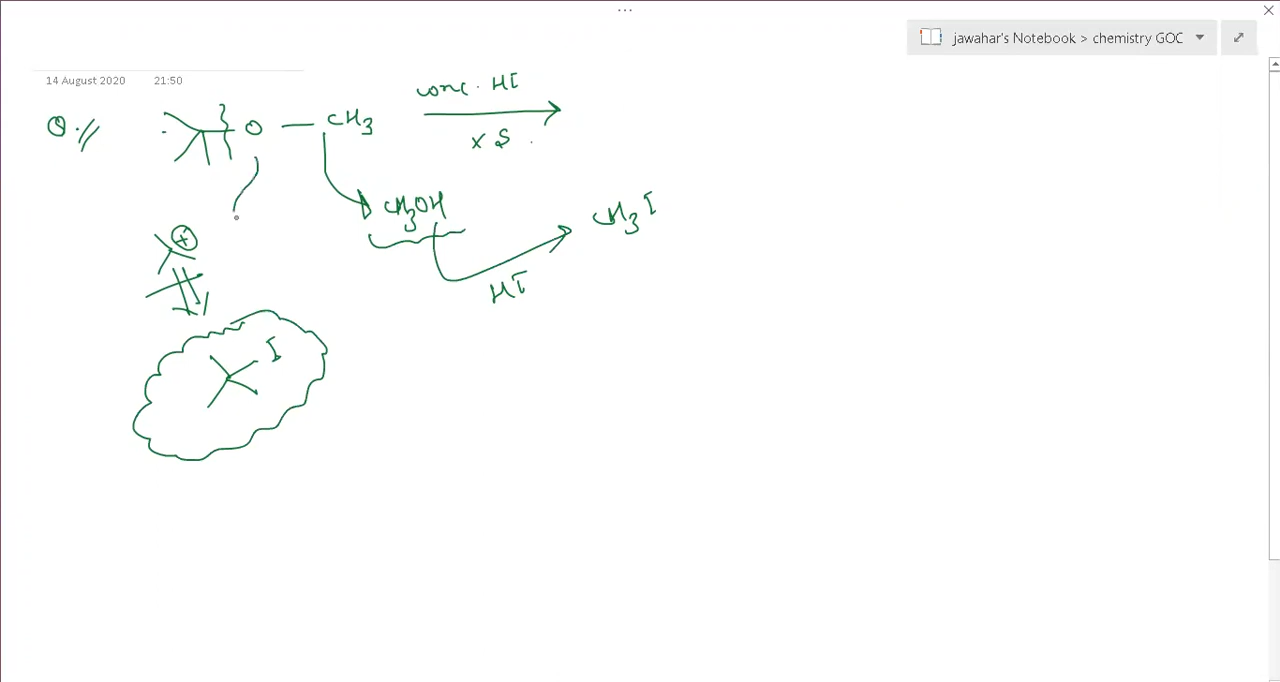 jawahar's Notebook > chemistry GOC
14 August 2020 21:50
conc. HI
Q. O — CH3
xS.
CH3OH CH3I
+
HI
I